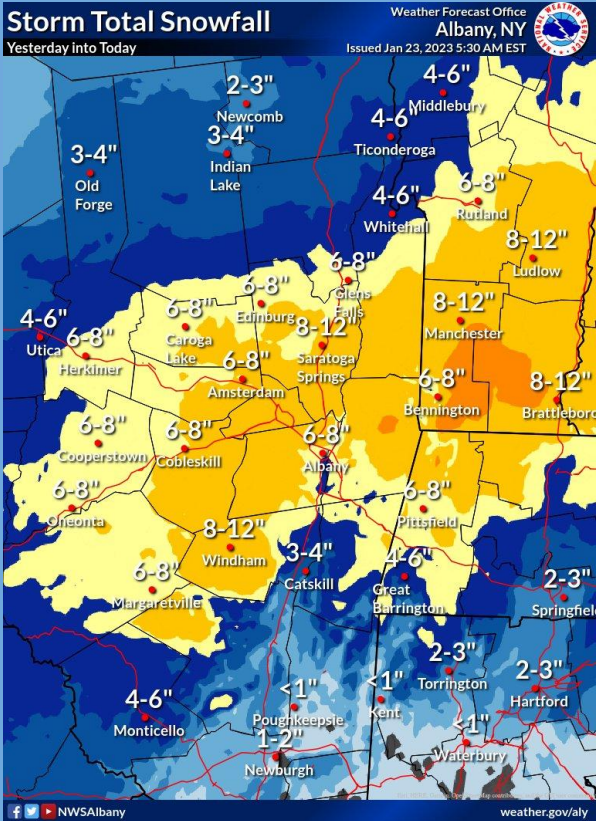 Storm Total Snowfall
Yesterday into Today
Weather Forecast Office
Albany, NY
Issued Jan 23, 2023 5:30 AM EST
NATIONAL WEATHER SERVICE
4-6"
Middlebury
2-3"
Newcomb
4-6"
Ticonderoga
3-4"
Indian
Lake
3-4"
Old
Forge
4-6"
Whitehall
6-8"
Rutland
8-12"
Ludlow
6-8"
Glens
Falls
6-8"
Edinburg
6-8"
Caroga
Lake
8-12"
Saratoga
Springs
8-12"
Manchester
4-6"
Utica
6-8"
Herkimer
6-8"
Amsterdam
6-8"
Bennington
8-12"
Brattleboro
6-8"
Cooperstown
6-8"
Cobleskill
6-8"
Albany
6-8"
Oneonta
6-8"
Pittsfield
8-12"
Windham
3-4"
Catskill
4-6"
Great
Barrington
6-8"
Margaretville
2-3"
Springfiel
2-3"
Torrington
2-3"
Hartford
4-6"
Monticello
<1"
Poughkeepsie
<1"
Kent
1-2"
Newburgh
<1"
Waterbury
NWSAlbany
weather.gov/aly